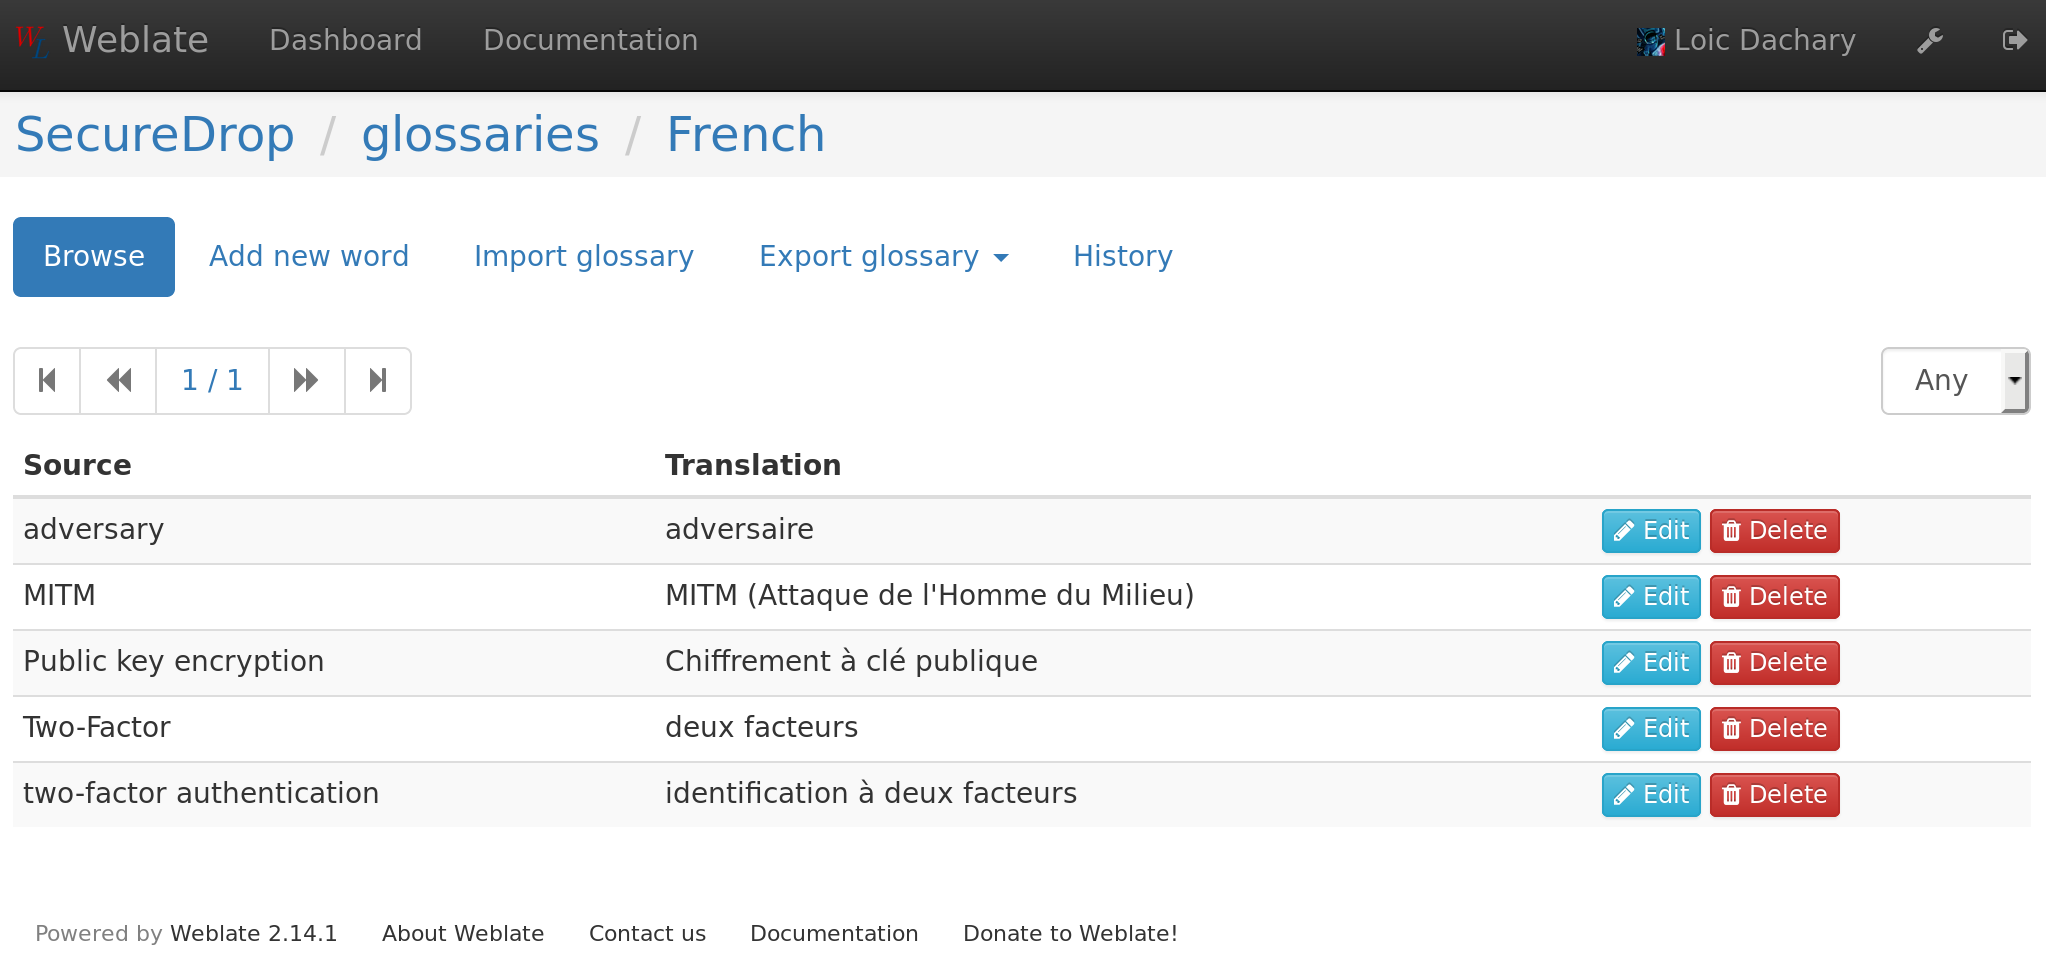 Weblate Dashboard Documentation Loic Dachary
SecureDrop / glossaries / French
Browse Add new word Import glossary Export glossary History
1 / 1 Any
Source Translation
adversary adversaire Edit Delete
MITM MITM (Attaque de l'Homme du Milieu) Edit Delete
Public key encryption Chiffrement à clé publique Edit Delete
Two-Factor deux facteurs Edit Delete
two-factor authentication identification à deux facteurs Edit Delete
Powered by Weblate 2.14.1 About Weblate Contact us Documentation Donate to Weblate!